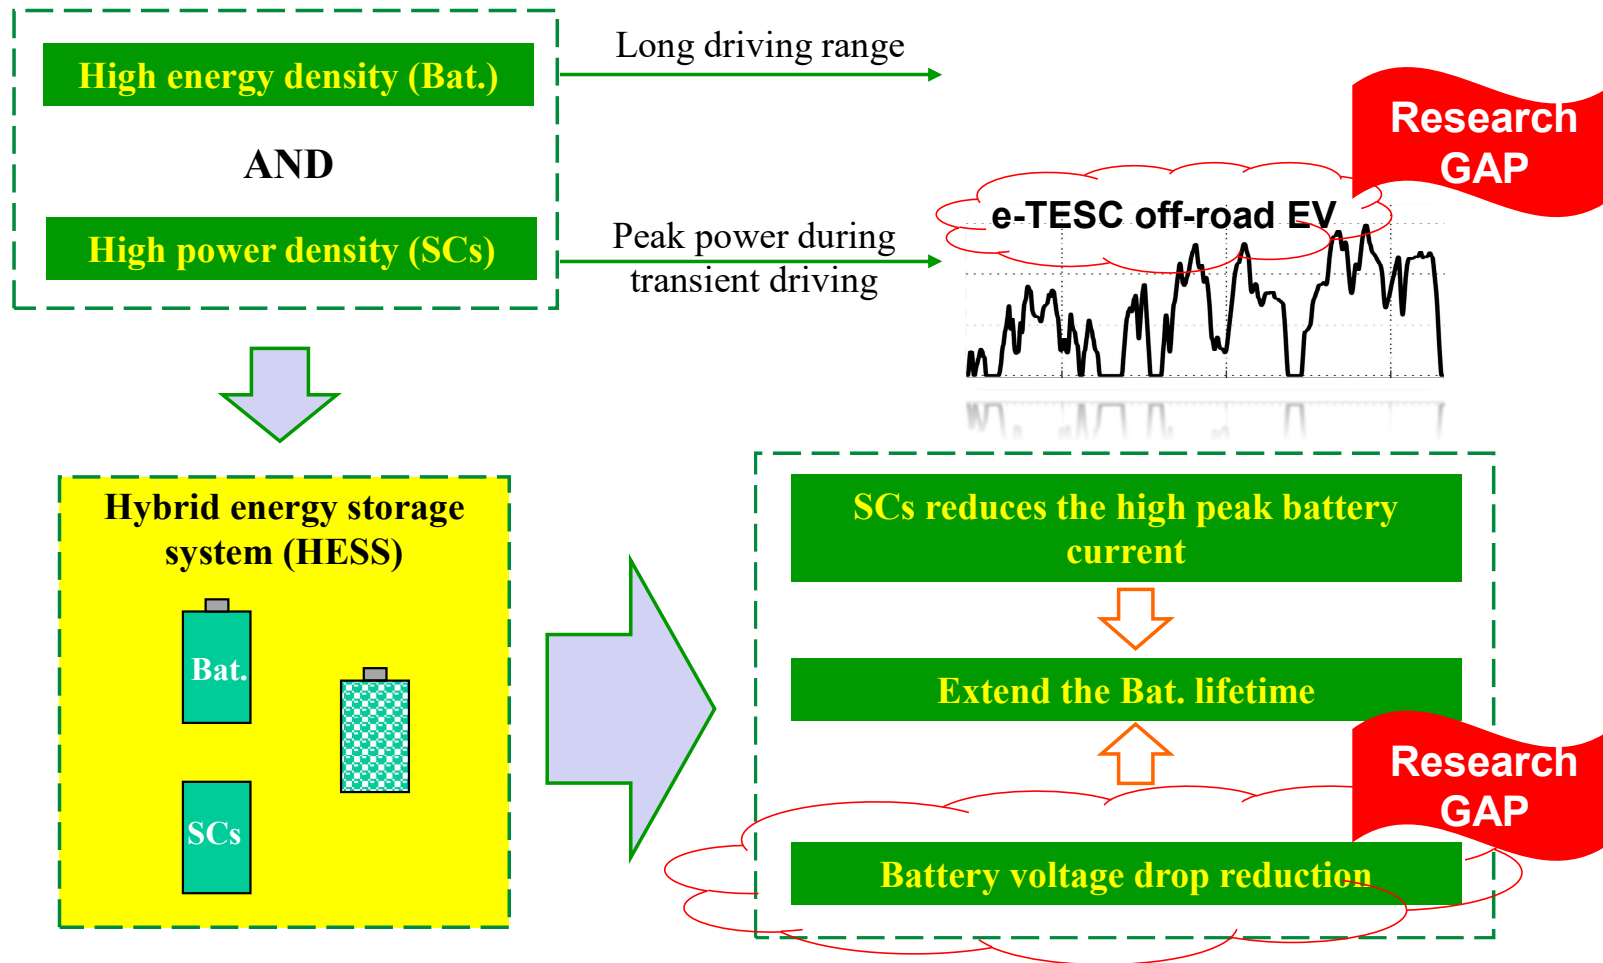 High energy density (Bat.)
AND
High power density (SCs)
Long driving range
Peak power during
transient driving
Research
GAP
e-TESC off-road EV
Hybrid energy storage
system (HESS)
Bat.
SCs
SCs reduces the high peak battery
current
Extend the Bat. lifetime
Research
GAP
Battery voltage drop reduction